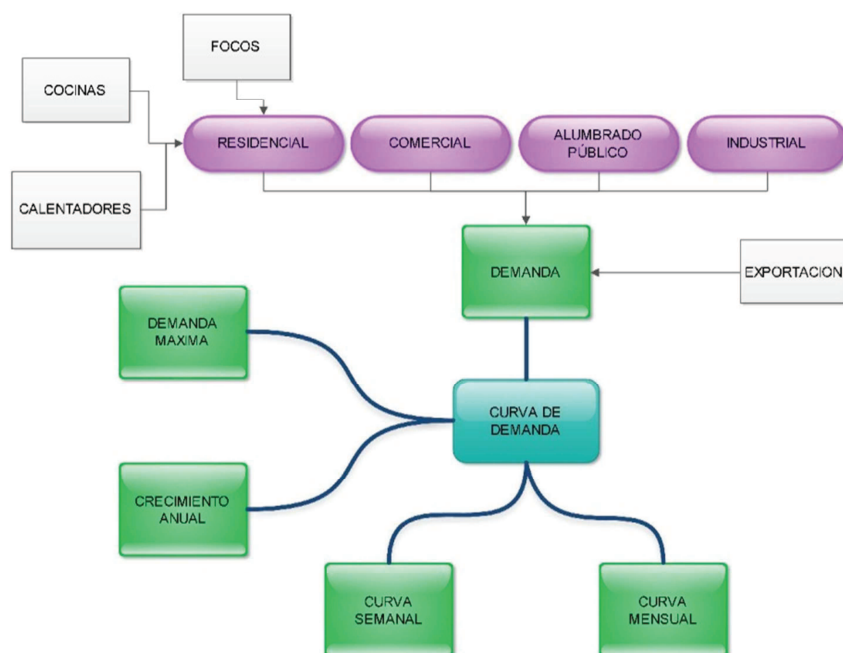 FOCOS
COCINAS
RESIDENCIAL
COMERCIAL
ALUMBRADO
PÚBLICO
INDUSTRIAL
CALENTADORES
DEMANDA
EXPORTACION
DEMANDA
MAXIMA
CURVA DE
DEMANDA
CRECIMIENTO
ANUAL
CURVA
SEMANAL
CURVA
MENSUAL